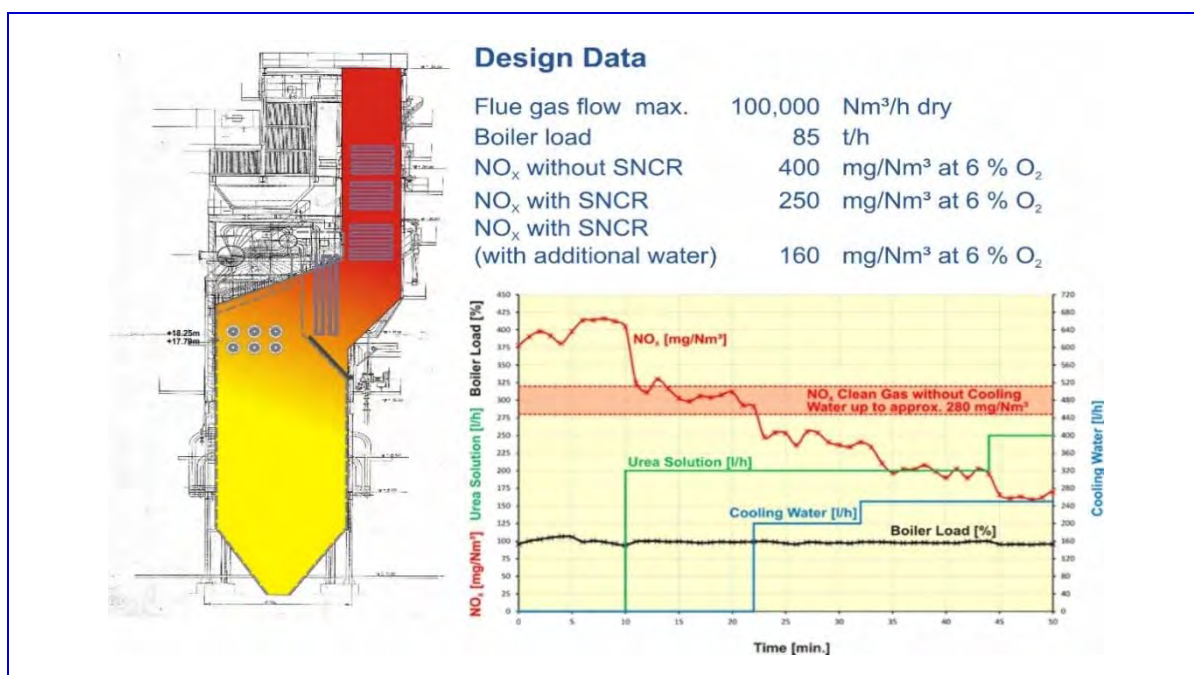 Design Data
Flue gas flow max. 100,000 Nm³/h dry
Boiler load 85 t/h
NOₓ without SNCR 400 mg/Nm³ at 6 % O₂
NOₓ with SNCR 250 mg/Nm³ at 6 % O₂
NOₓ with SNCR
(with additional water) 160 mg/Nm³ at 6 % O₂
+18.25m
+17.79m
NOₓ [mg/Nm³]
Urea Solution [l/h]
Boiler Load [%]
450
425
400
375
350
325
300
275
250
225
200
175
150
125
100
75
50
25
0
NOₓ [mg/Nm³]
NOₓ Clean Gas without Cooling
Water up to approx. 280 mg/Nm³
Urea Solution [l/h]
Cooling Water [l/h]
Boiler Load [%]
720
680
640
600
560
520
480
440
400
360
320
280
240
200
160
120
80
40
0
Cooling Water [l/h]
0 5 10 15 20 25 30 35 40 45 50
Time [min.]